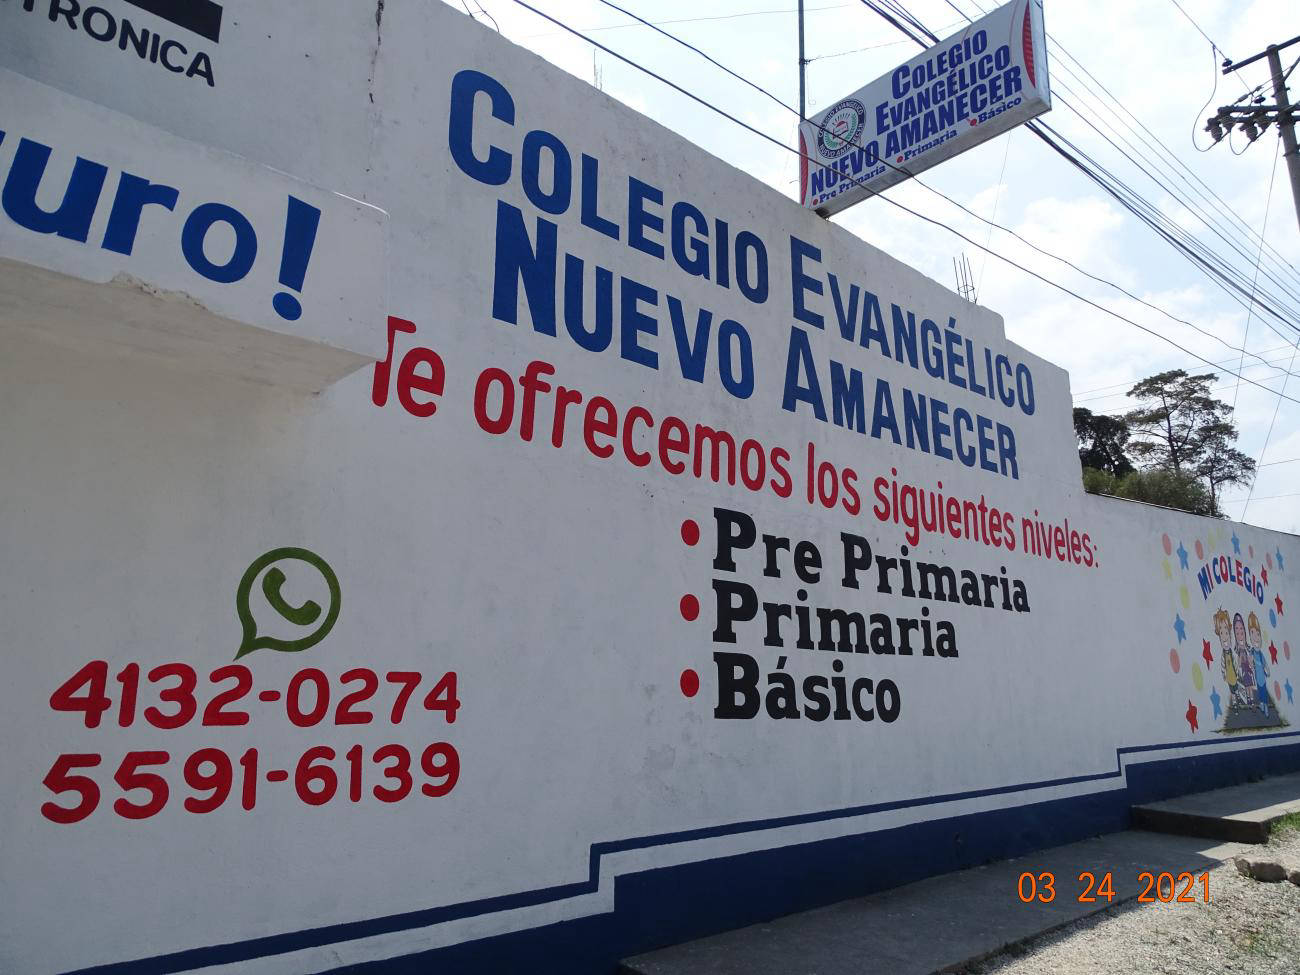 TRONICA
uro!
COLEGIO EVANGÉLICO
NUEVO AMANECER
Te ofrecemos los siguientes niveles:
• Pre Primaria
• Primaria
• Básico
4132-0274
5591-6139
COLEGIO
EVANGÉLICO
NUEVO AMANECER
• Pre Primaria • Primaria • Básico
MI COLEGIO
03 24 2021